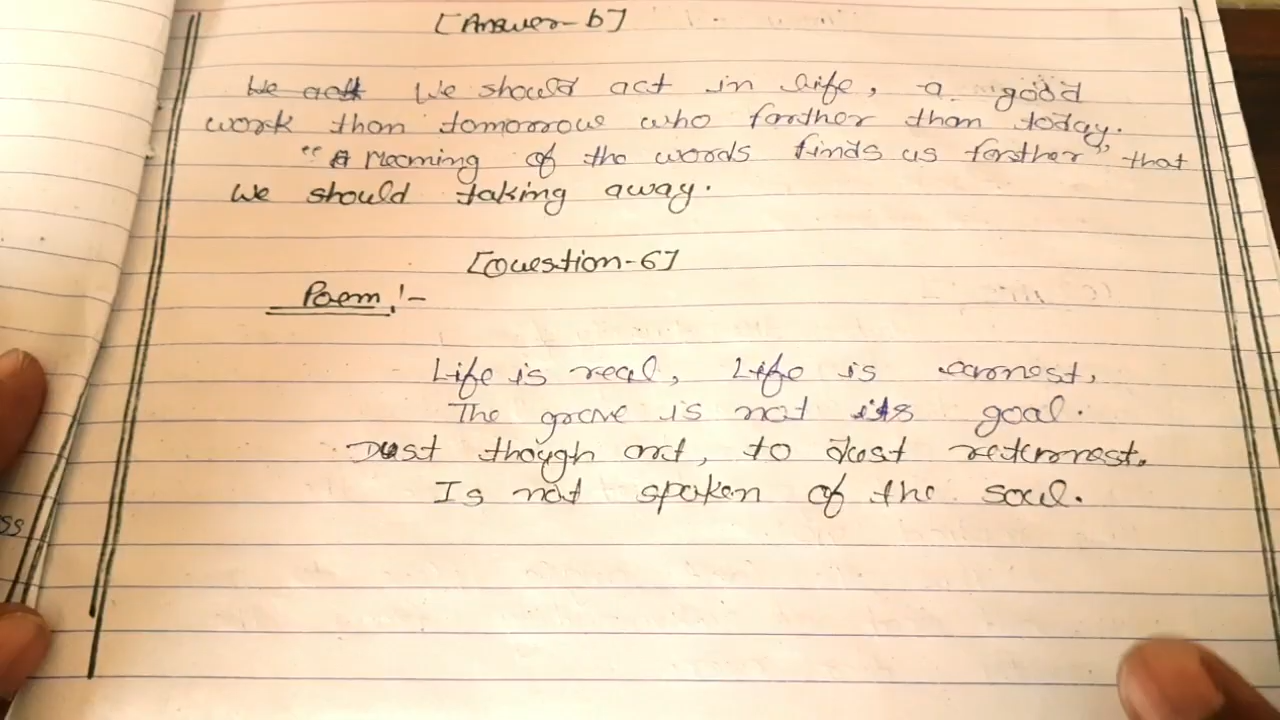 [Answer-b]
We act We should act in life, a good
work than tomorrow who farther than today.
"A Meaning of the words finds us farther" that
we should taking away.
[Question-6]
Poem :-
Life is real, Life is earnest,
The grave is not its goal.
Dust though art, to dust returnest.
Is not spoken of the soul.
ss